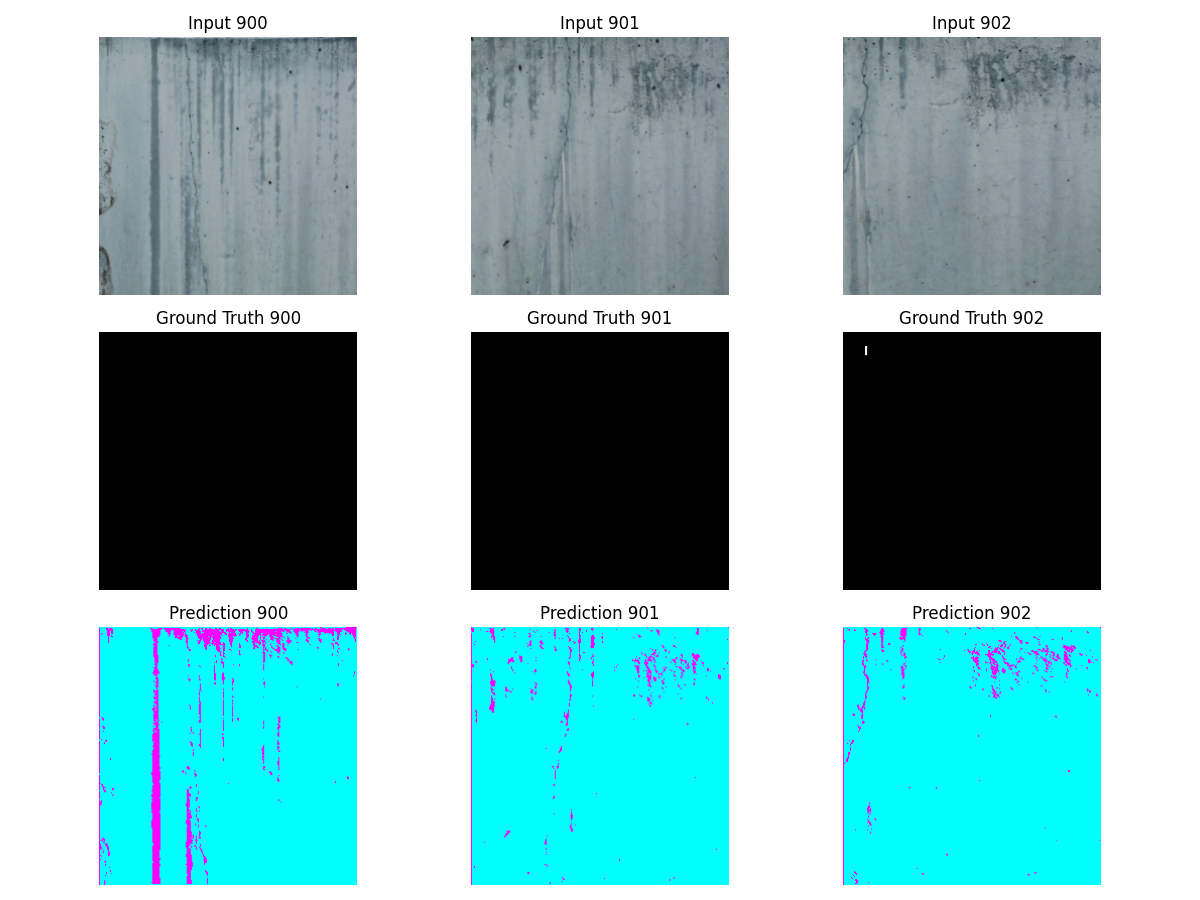 Input 900
Input 901
Input 902
Ground Truth 900
Ground Truth 901
Ground Truth 902
Prediction 900
Prediction 901
Prediction 902